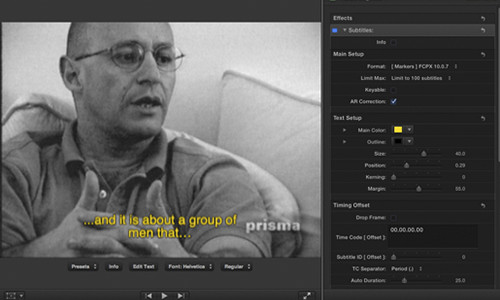 ...and it is about a group of
men that...
prisma
Presets
Info
Edit Text
Font: Helvetica
Regular
Effects
Subtitles:
Info
Main Setup
Format: [ Markers ] FCPX 10.0.7
Limit Max: Limit to 100 subtitles
Keyable:
AR Correction:
Text Setup
Main Color:
Outline:
Size: 40.0
Position: 0.29
Kerning: 0
Margin: 55,0
Timing Offset
Drop Frame:
00.00.00.00
Time Code [ Offset ]:
Subtitle ID [ Offset ]: 0
TC Separator: Period (.)
Auto Duration: 25.0